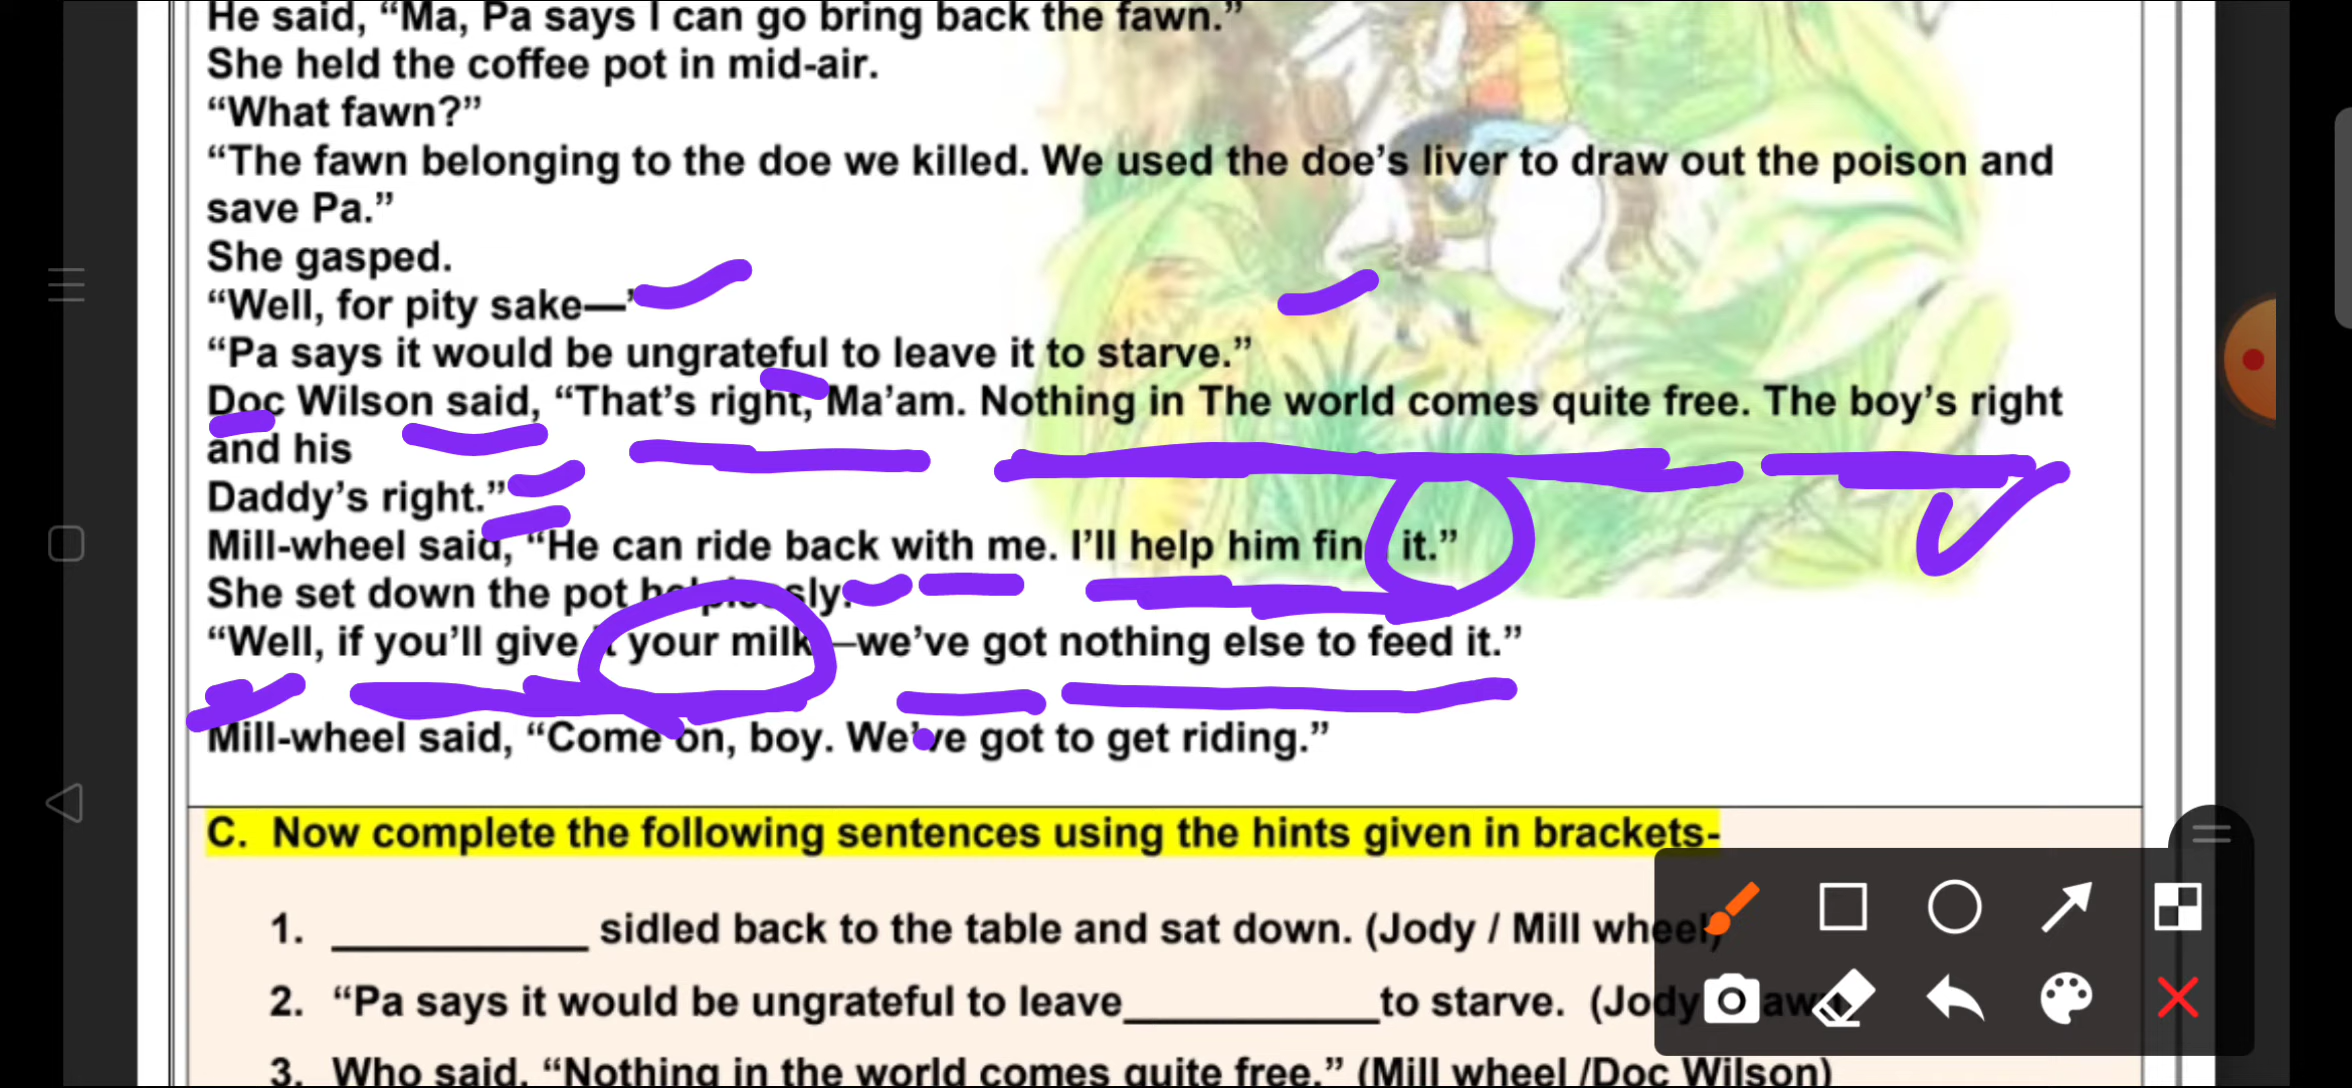 He said, “Ma, Pa says I can go bring back the fawn.”
She held the coffee pot in mid-air.
“What fawn?”
“The fawn belonging to the doe we killed. We used the doe’s liver to draw out the poison and
save Pa.”
She gasped.
“Well, for pity sake—”
“Pa says it would be ungrateful to leave it to starve.”
Doc Wilson said, “That’s right, Ma’am. Nothing in The world comes quite free. The boy’s right
and his
Daddy’s right.”
Mill-wheel said, “He can ride back with me. I’ll help him find it.”
She set down the pot helplessly.
“Well, if you’ll give it your milk—we’ve got nothing else to feed it.”
Mill-wheel said, “Come on, boy. We’ve got to get riding.”
C. Now complete the following sentences using the hints given in brackets-
1. __________ sidled back to the table and sat down. (Jody / Mill wheel)
2. “Pa says it would be ungrateful to leave__________to starve. (Jody
3. Who said, “Nothing in the world comes quite free.” (Mill wheel /Doc Wilson)